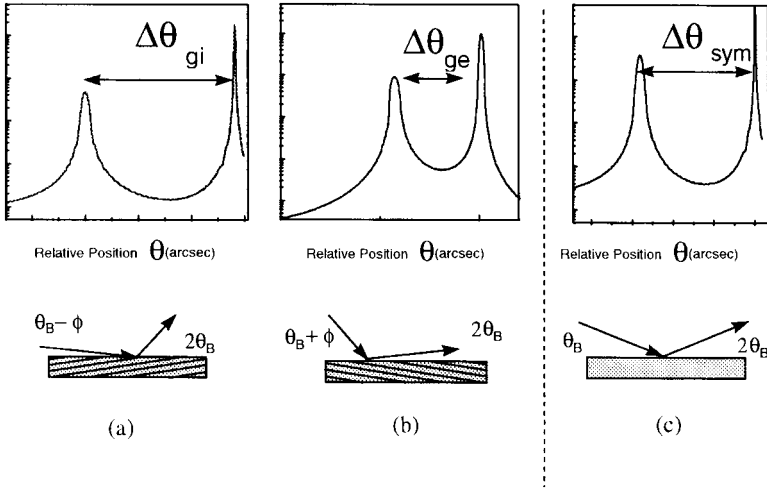 Δθ gi
Δθ ge
Δθ sym
Relative Position θ (arcsec)
Relative Position θ (arcsec)
Relative Position θ (arcsec)
θB − ϕ
2θB
θB + ϕ
2θB
θB
2θB
(a)
(b)
(c)